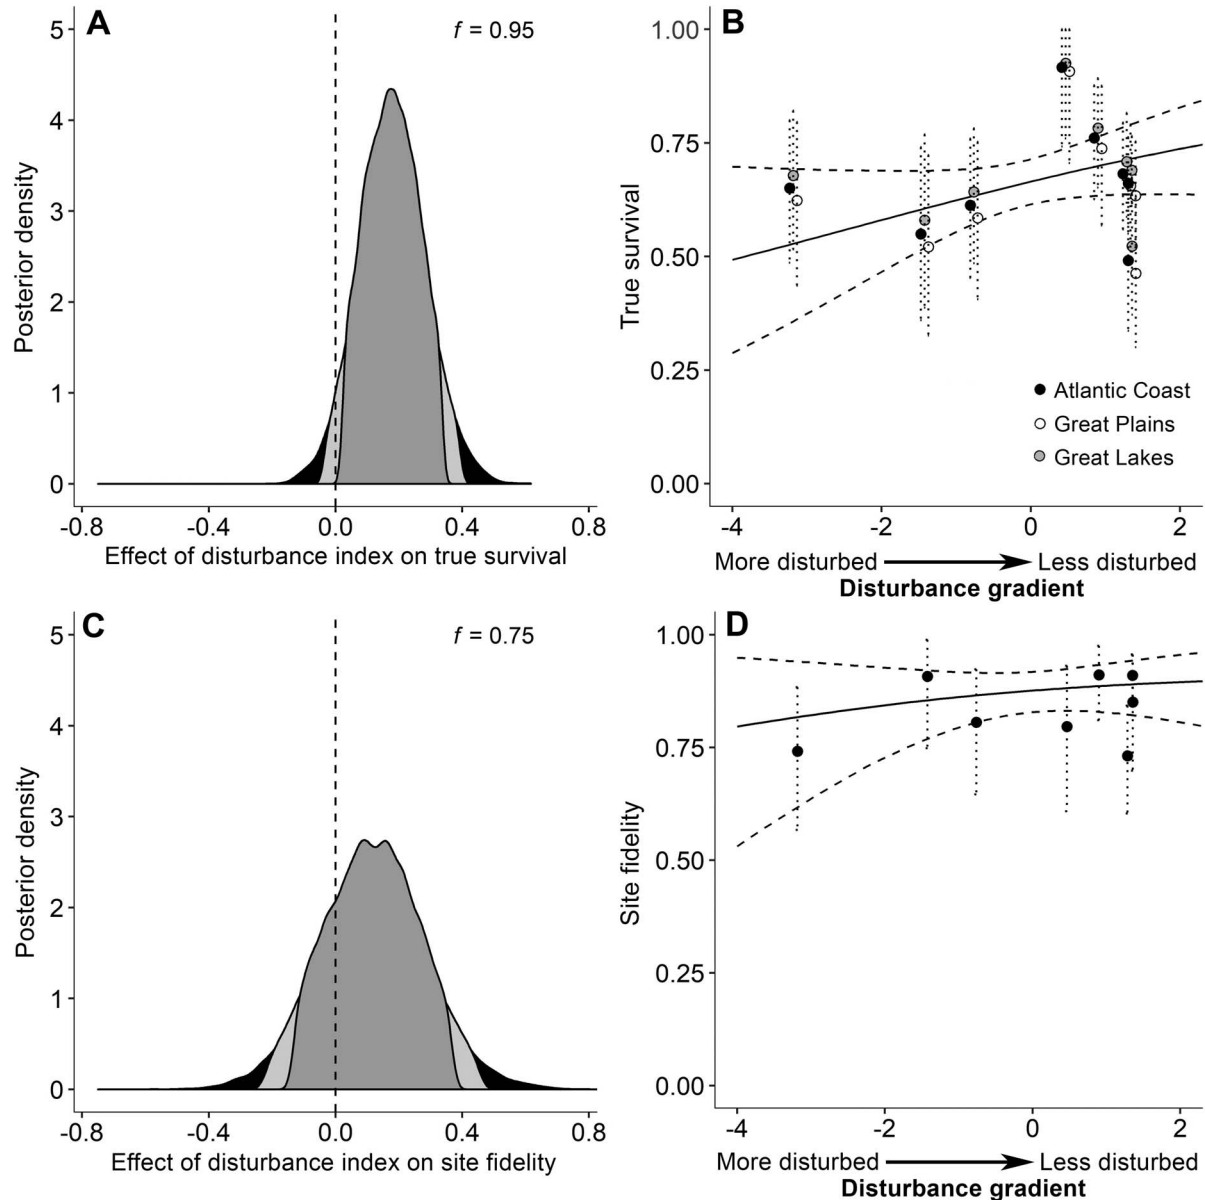 A
f = 0.95
5
4
3
2
1
0
Posterior density
-0.8 -0.4 0.0 0.4 0.8
Effect of disturbance index on true survival
B
1.00
0.75
0.50
0.25
0.00
True survival
Atlantic Coast
Great Plains
Great Lakes
-4 -2 0 2
More disturbed Less disturbed
Disturbance gradient
C
f = 0.75
5
4
3
2
1
0
Posterior density
-0.8 -0.4 0.0 0.4 0.8
Effect of disturbance index on site fidelity
D
1.00
0.75
0.50
0.25
0.00
Site fidelity
-4 -2 0 2
More disturbed Less disturbed
Disturbance gradient